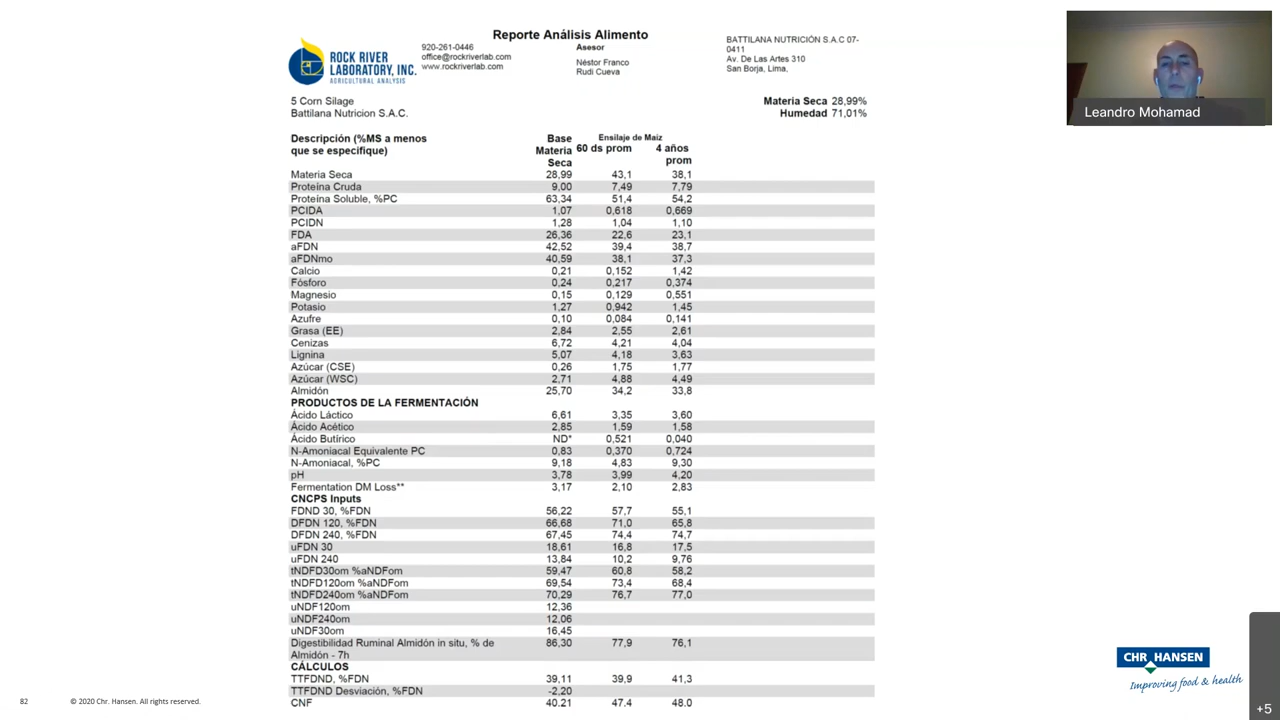 Reporte Análisis Alimento
ROCK RIVER
LABORATORY, INC.
AGRICULTURAL ANALYSIS
920-261-0446
office@rockriverlab.com
www.rockriverlab.com
Asesor
Néstor Franco
Rudi Cueva
BATTILANA NUTRICIÓN S.A.C 07-
0411
Av. De Las Artes 310
San Borja, Lima,
Leandro Mohamad
5 Corn Silage
Battilana Nutricion S.A.C.
Materia Seca 28,99%
Humedad 71,01%
Descripción (%MS a menos
que se especifique)
Base
Materia
Seca
Ensilaje de Maiz
60 ds prom
4 años
prom
Materia Seca 28,99 43,1 38,1
Proteína Cruda 9,00 7,49 7,79
Proteína Soluble, %PC 63,34 51,4 54,2
PCIDA 1,07 0,618 0,669
PCIDN 1,28 1,04 1,10
FDA 26,36 22,6 23,1
aFDN 42,52 39,4 38,7
aFDNmo 40,59 38,1 37,3
Calcio 0,21 0,152 1,42
Fósforo 0,24 0,217 0,374
Magnesio 0,15 0,129 0,551
Potasio 1,27 0,942 1,45
Azufre 0,10 0,084 0,141
Grasa (EE) 2,84 2,55 2,61
Cenizas 6,72 4,21 4,04
Lignina 5,07 4,18 3,63
Azúcar (CSE) 0,26 1,75 1,77
Azúcar (WSC) 2,71 4,88 4,49
Almidón 25,70 34,2 33,8
PRODUCTOS DE LA FERMENTACIÓN
Ácido Láctico 6,61 3,35 3,60
Ácido Acético 2,85 1,59 1,58
Ácido Butírico ND* 0,521 0,040
N-Amoniacal Equivalente PC 0,83 0,370 0,724
N-Amoniacal, %PC 9,18 4,83 9,30
pH 3,78 3,99 4,20
Fermentation DM Loss** 3,17 2,10 2,83
CNCPS Inputs
FDND 30, %FDN 56,22 57,7 55,1
DFDN 120, %FDN 66,68 71,0 65,8
DFDN 240, %FDN 67,45 74,4 74,7
uFDN 30 18,61 16,8 17,5
uFDN 240 13,84 10,2 9,76
tNDFD30om %aNDFom 59,47 60,8 58,2
tNDFD120om %aNDFom 69,54 73,4 68,4
tNDFD240om %aNDFom 70,29 76,7 77,0
uNDF120om 12,36
uNDF240om 12,06
uNDF30om 16,45
Digestibilidad Ruminal Almidón in situ, % de 86,30 77,9 76,1
Almidón - 7h
CÁLCULOS
TTFDND, %FDN 39,11 39,9 41,3
TTFDND Desviación, %FDN -2,20
CNF 40,21 47,4 48,0
CHR HANSEN
Improving food & health
82 © 2020 Chr. Hansen. All rights reserved.
+5